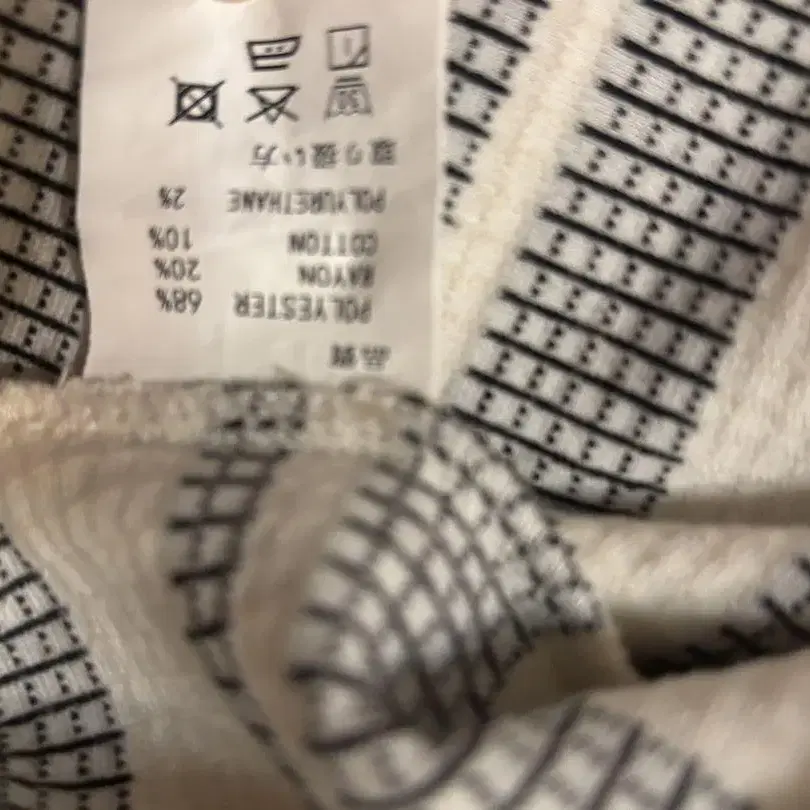 品質
POLYESTER 68%
RAYON 20%
COTTON 10%
POLYURETHANE 2%
取り扱い方